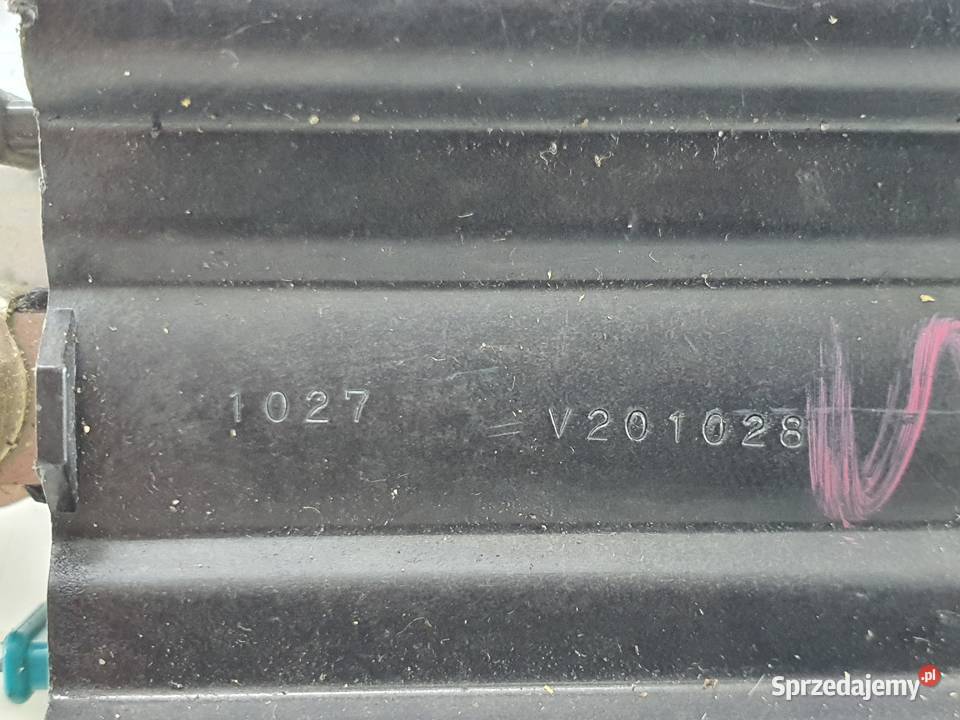 1027 = V201028
Sprzedajemy.pl